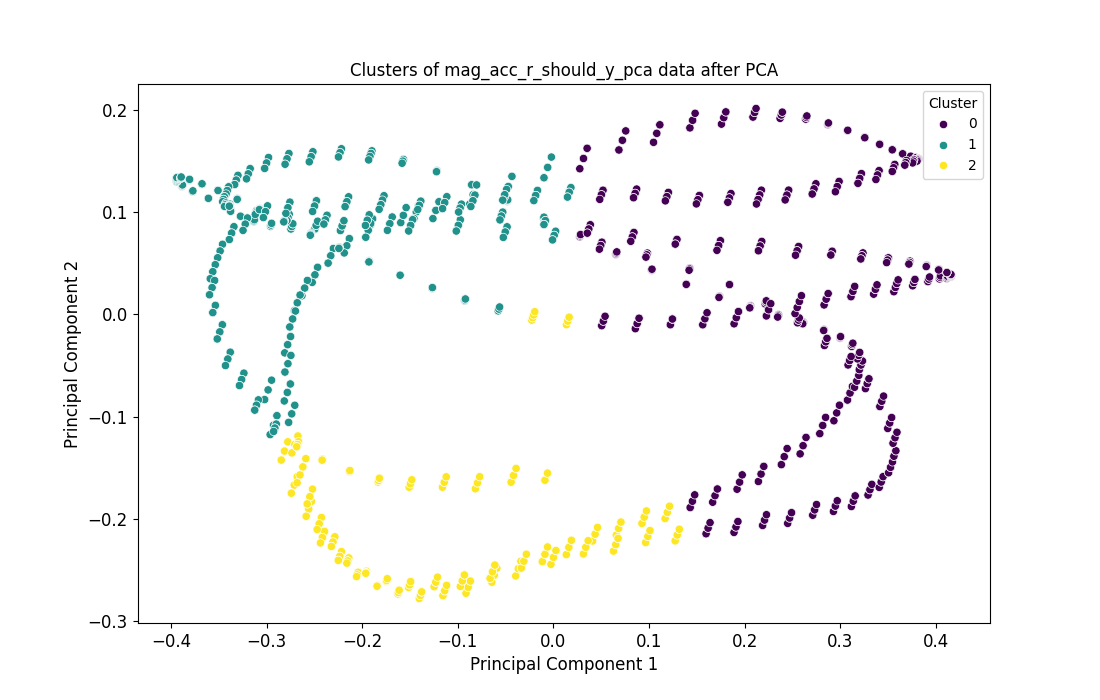 Clusters of mag_acc_r_should_y_pca data after PCA
Cluster
0
1
2
0.2
0.1
0.0
−0.1
−0.2
−0.3
Principal Component 2
−0.4 −0.3 −0.2 −0.1 0.0 0.1 0.2 0.3 0.4
Principal Component 1